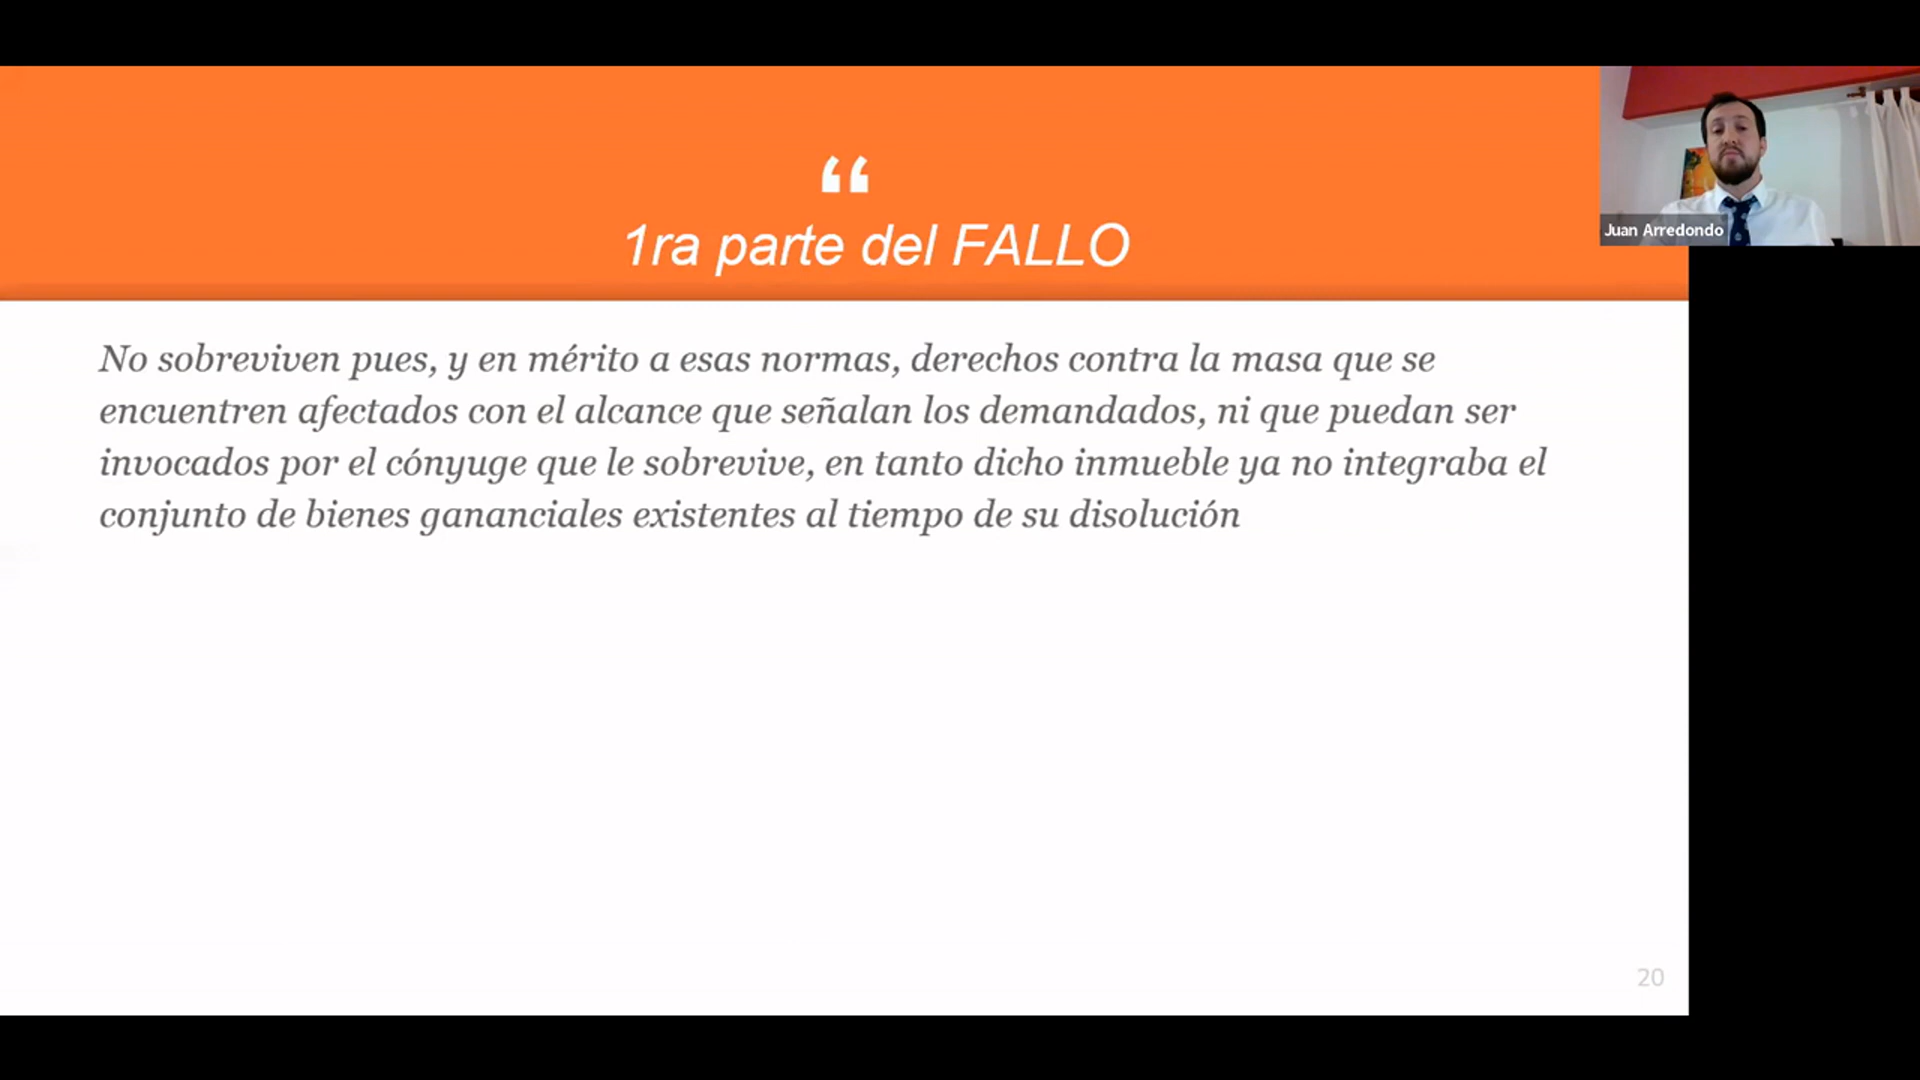 “
1ra parte del FALLO
Juan Arredondo
No sobreviven pues, y en mérito a esas normas, derechos contra la masa que se
encuentren afectados con el alcance que señalan los demandados, ni que puedan ser
invocados por el cónyuge que le sobrevive, en tanto dicho inmueble ya no integraba el
conjunto de bienes gananciales existentes al tiempo de su disolución
20